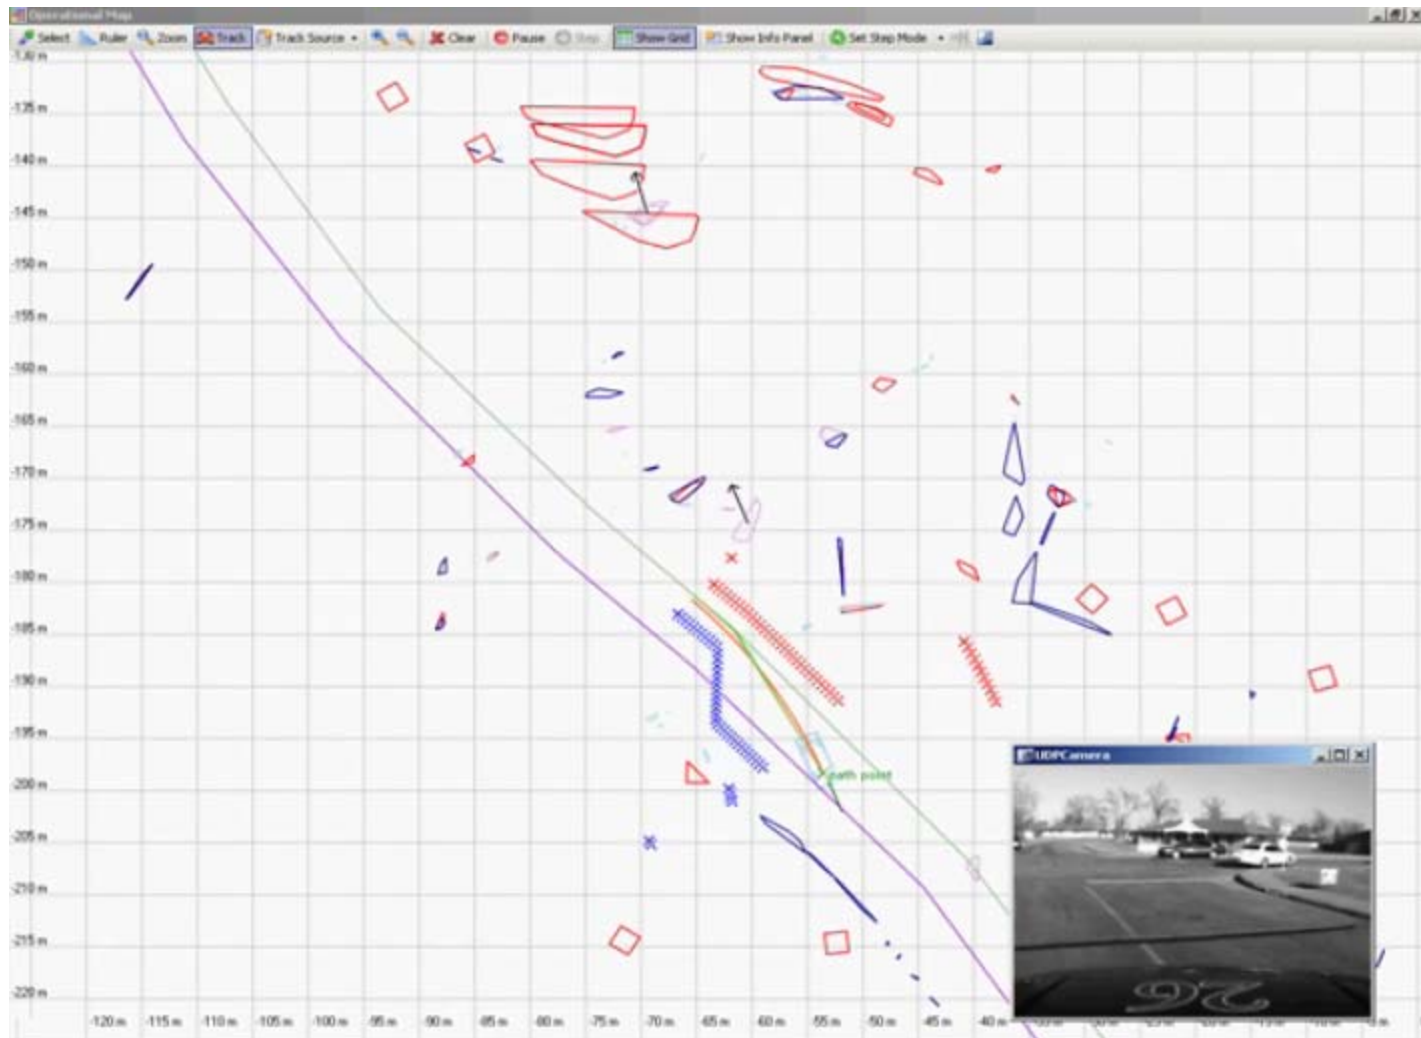 Operational Map
Select Ruler Zoom Track Track Source Clear Pause Step Show Grid Show Info Panel Set Step Mode
-130 m
-135 m
-140 m
-145 m
-150 m
-155 m
-160 m
-165 m
-170 m
-175 m
-180 m
-185 m
-190 m
-195 m
path point
-200 m
-205 m
-210 m
-215 m
-220 m
UDPCamera
26
-120 m -115 m -110 m -105 m -100 m -95 m -90 m -85 m -80 m -75 m -70 m -65 m -60 m -55 m -50 m -45 m -40 m